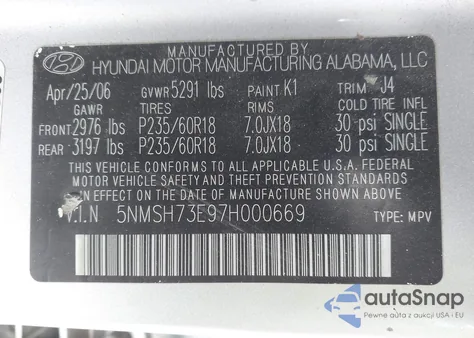 MANUFACTURED BY
HYUNDAI MOTOR MANUFACTURING ALABAMA, LLC
Apr/25/06 GVWR 5291 lbs PAINT K1 TRIM J4
GAWR TIRES RIMS COLD TIRE INFL
FRONT 2976 lbs P235/60R18 7.0JX18 30 psi SINGLE
REAR 3197 lbs P235/60R18 7.0JX18 30 psi SINGLE
THIS VEHICLE CONFORMS TO ALL APPLICABLE U.S.A. FEDERAL
MOTOR VEHICLE SAFETY AND THEFT PREVENTION STANDARDS
IN EFFECT ON THE DATE OF MANUFACTURE SHOWN ABOVE.
V.I.N 5NMSH73E97H000669 TYPE: MPV
autoSnap
Pewne auta z aukcji USA i EU